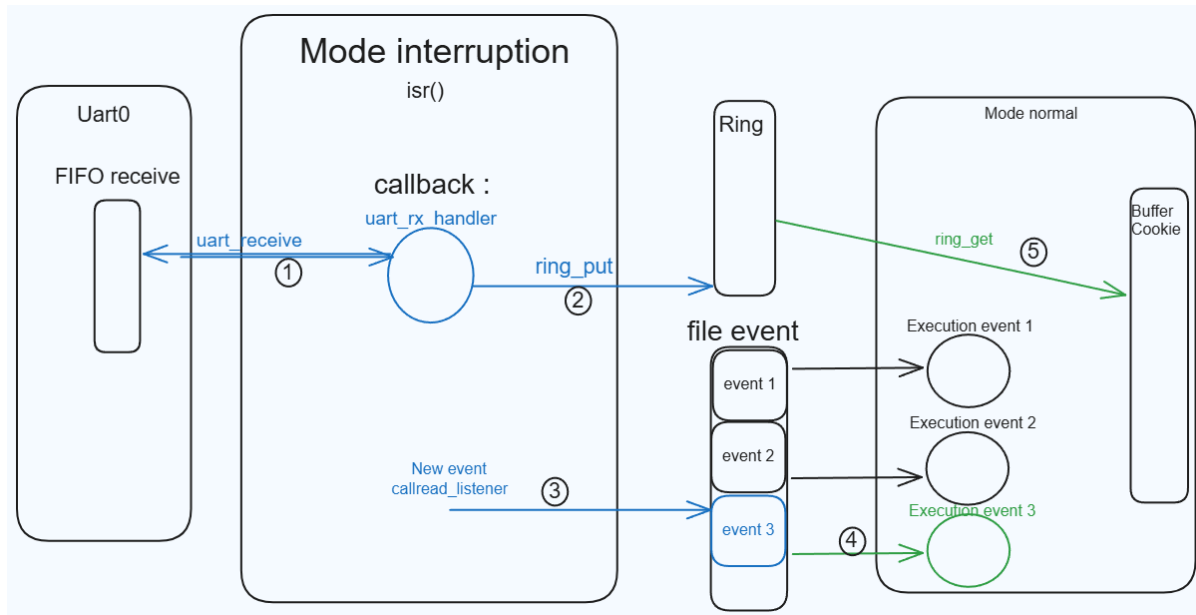 Mode interruption
isr()
Uart0
FIFO receive
callback :
uart_rx_handler
uart_receive
1
ring_put
2
New event
callread_listener
3
Ring
file event
event 1
event 2
event 3
4
Mode normal
ring_get
5
Buffer
Cookie
Execution event 1
Execution event 2
Execution event 3